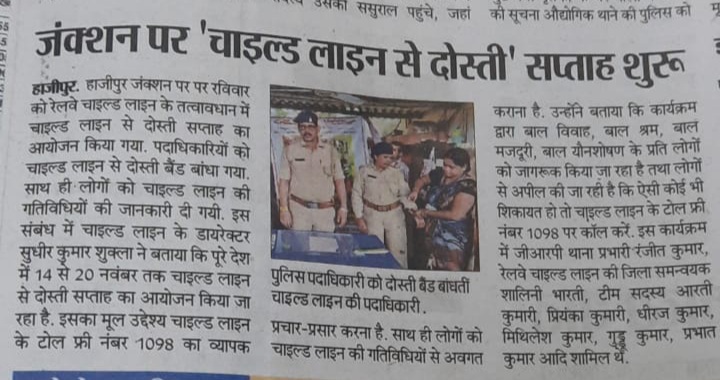 उसकी ससुराल पहुंचे, जहां
की सूचना औद्योगिक थाने की पुलिस को
जंक्शन पर 'चाइल्ड लाइन से दोस्ती' सप्ताह शुरू
हाजीपुर. हाजीपुर जंक्शन पर पर रविवार
को रेलवे चाइल्ड लाइन के तत्वावधान में
चाइल्ड लाइन से दोस्ती सप्ताह का
आयोजन किया गया. पदाधिकारियों को
चाइल्ड लाइन से दोस्ती बैंड बांधा गया.
साथ ही लोगों को चाइल्ड लाइन की
गतिविधियों की जानकारी दी गयी. इस
संबंध में चाइल्ड लाइन के डायरेक्टर
सुधीर कुमार शुक्ला ने बताया कि पूरे देश
में 14 से 20 नवंबर तक चाइल्ड लाइन
से दोस्ती सप्ताह का आयोजन किया जा
रहा है. इसका मूल उद्देश्य चाइल्ड लाइन
के टोल फ्री नंबर 1098 का व्यापक
पुलिस पदाधिकारी को दोस्ती बैंड बांधतीं
चाइल्ड लाइन की पदाधिकारी.
प्रचार-प्रसार करना है. साथ ही लोगों को
चाइल्ड लाइन की गतिविधियों से अवगत
कराना है. उन्होंने बताया कि कार्यक्रम
द्वारा बाल विवाह, बाल श्रम, बाल
मजदूरी, बाल यौनशोषण के प्रति लोगों
को जागरूक किया जा रहा है तथा लोगों
से अपील की जा रही है कि ऐसी कोई भी
शिकायत हो तो चाइल्ड लाइन के टोल फ्री
नंबर 1098 पर कॉल करें. इस कार्यक्रम
में जीआरपी थाना प्रभारी रंजीत कुमार,
रेलवे चाइल्ड लाइन की जिला समन्वयक
शालिनी भारती, टीम सदस्य आरती
कुमारी, प्रियंका कुमारी, धीरज कुमार,
मिथिलेश कुमार, गुड्डू कुमार, प्रभात
कुमार आदि शामिल थे.